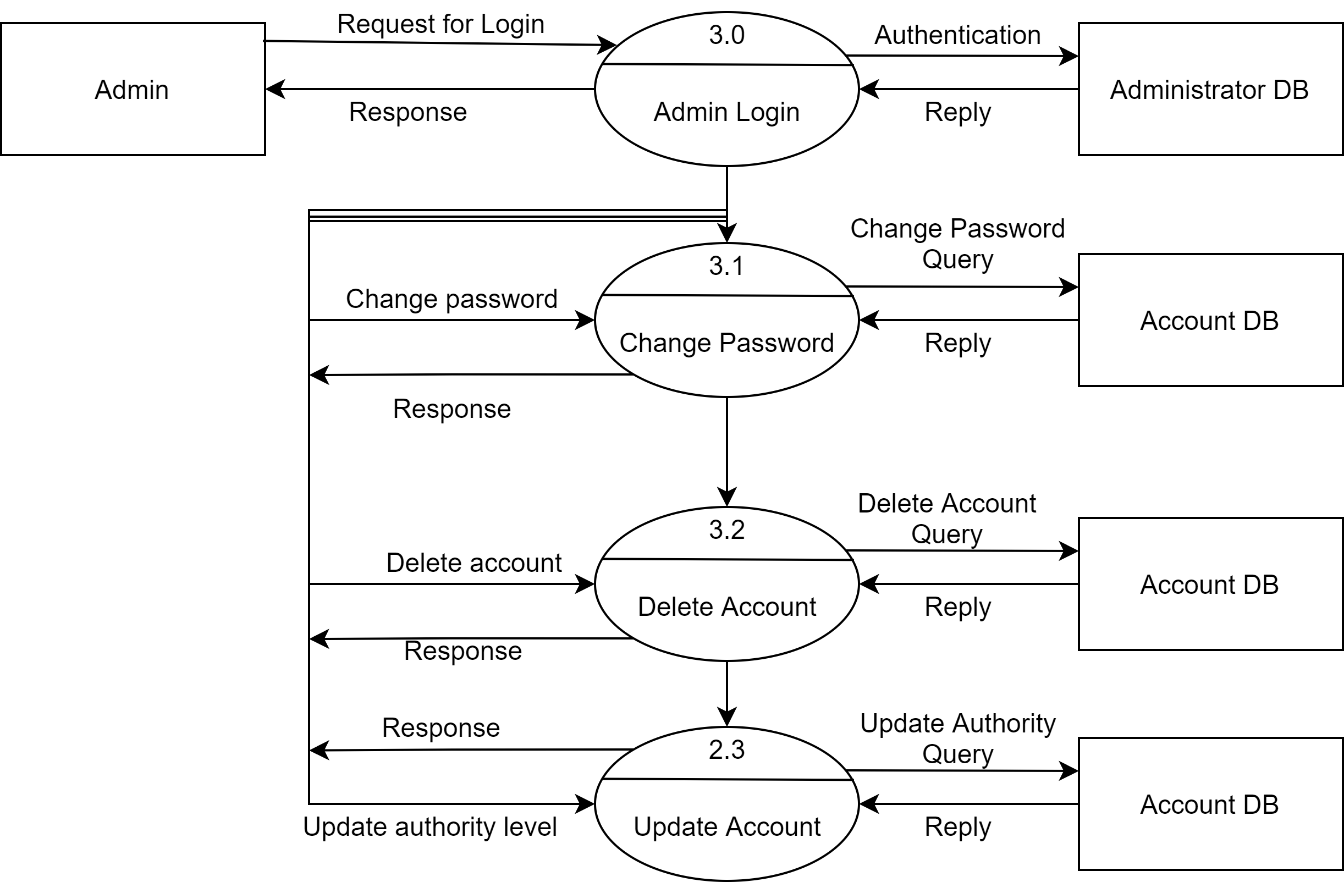 Request for Login
3.0
Authentication
Admin
Administrator DB
Response
Admin Login
Reply
Change Password
Query
3.1
Change password
Account DB
Change Password
Reply
Response
Delete Account
Query
3.2
Delete account
Account DB
Delete Account
Reply
Response
Response
Update Authority
Query
2.3
Account DB
Update authority level
Update Account
Reply